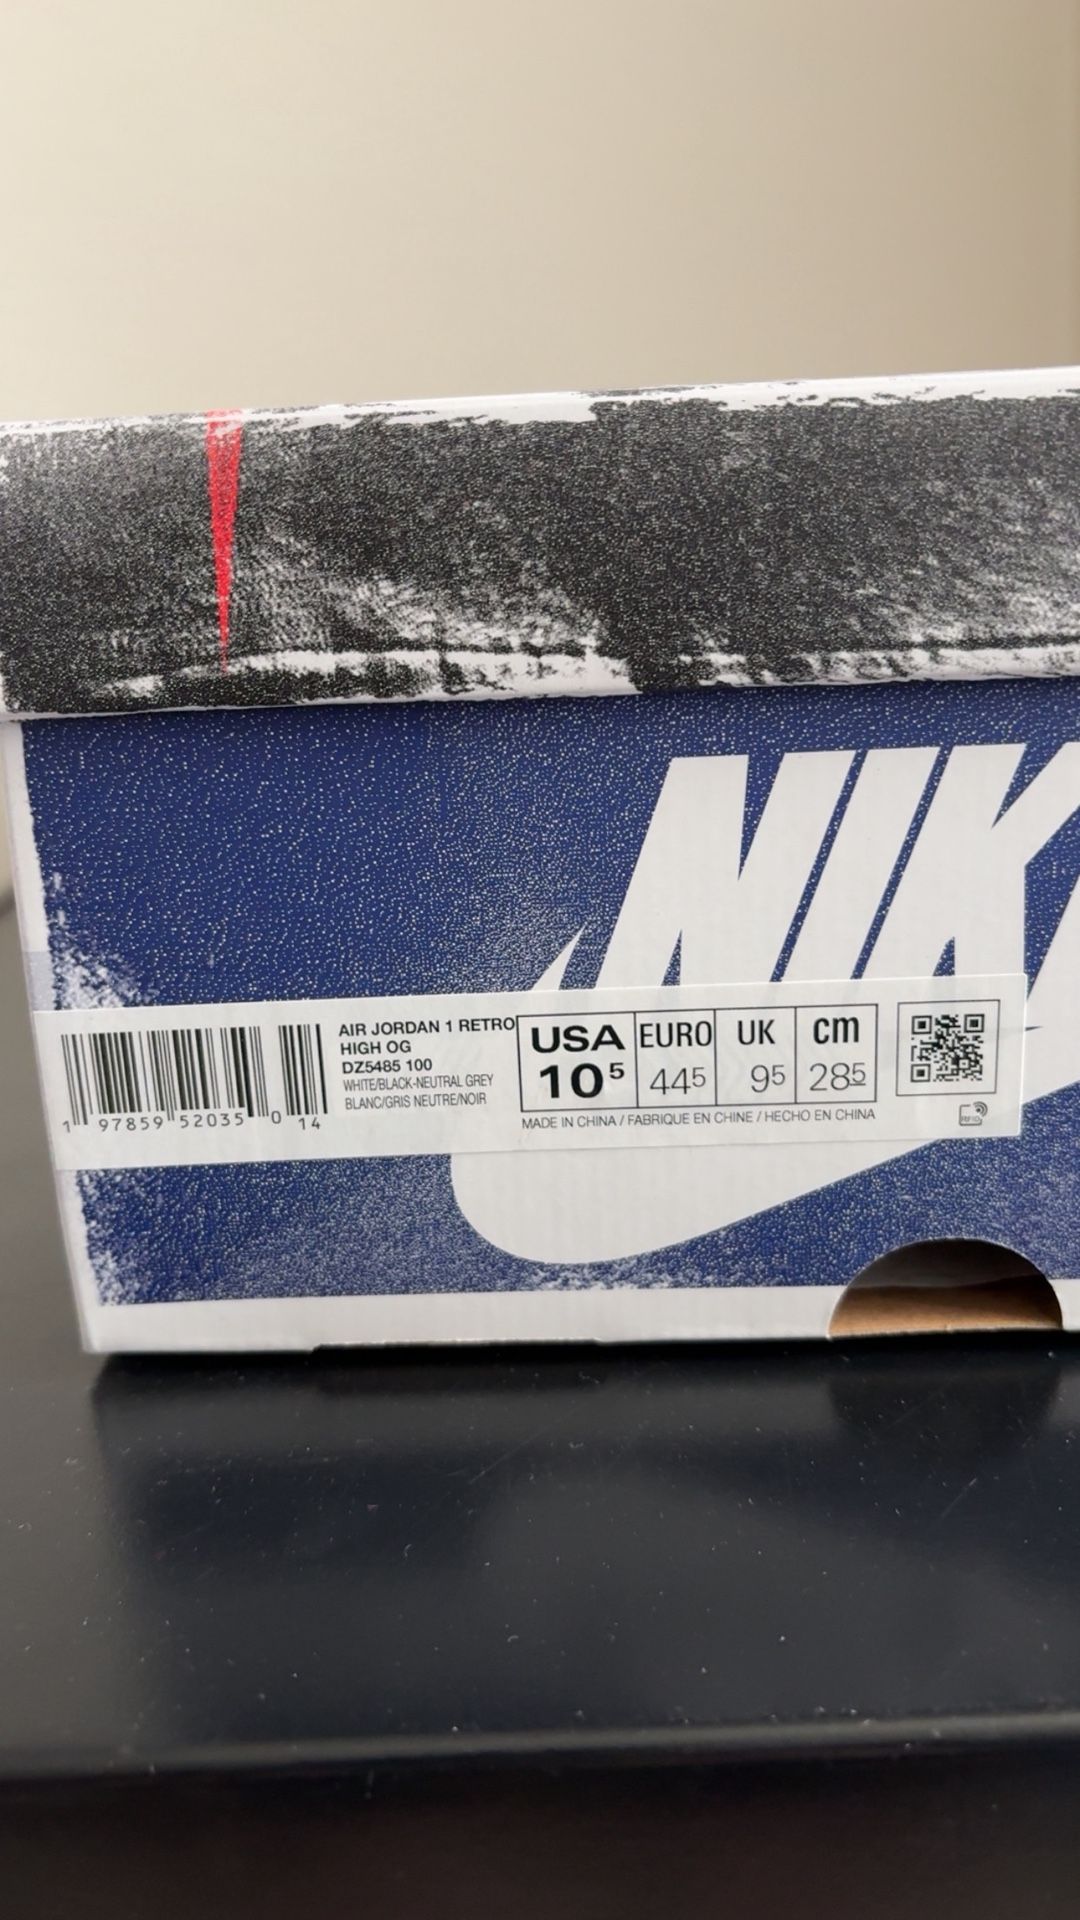 NIK
AIR JORDAN 1 RETRO
HIGH OG
DZ5485 100
WHITE/BLACK-NEUTRAL GREY
BLANC/GRIS NEUTRE/NOIR
1 97859 52035 0 14
USA EURO UK cm
10⁵ 44⁵ 9⁵ 28⁵
MADE IN CHINA / FABRIQUE EN CHINE / HECHO EN CHINA
RFID